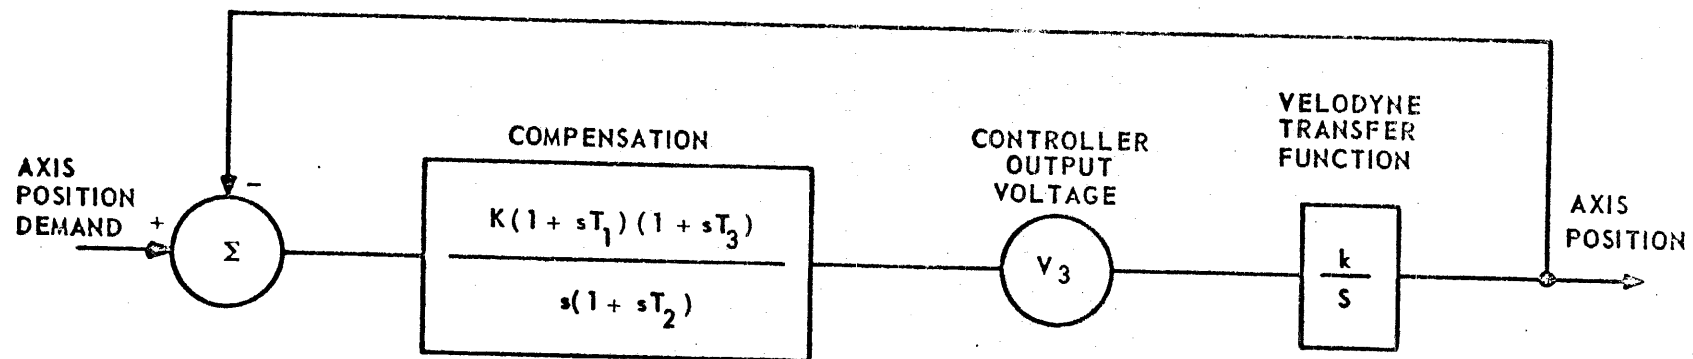 VELODYNE
TRANSFER
FUNCTION
COMPENSATION
CONTROLLER
OUTPUT
VOLTAGE
AXIS
POSITION
DEMAND
+
-
Σ
K(1 + sT1)(1 + sT3)
s(1 + sT2)
V3
k
S
AXIS
POSITION